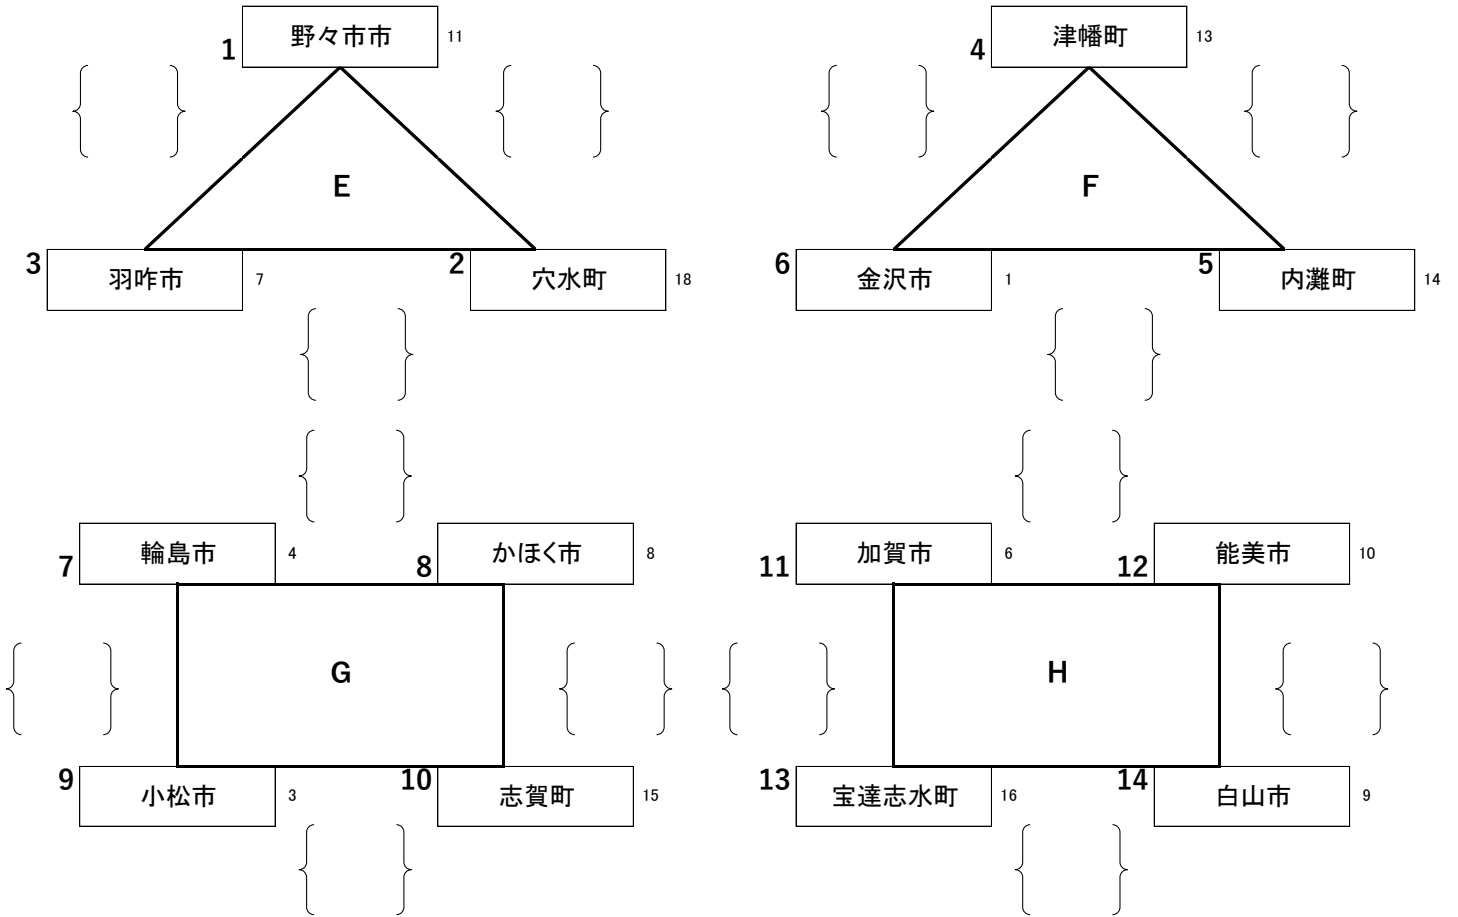 1 野々市市 11
E
3 羽咋市 7
2 穴水町 18
4 津幡町 13
F
6 金沢市 1
5 内灘町 14
7 輪島市 4
8 かほく市 8
G
9 小松市 3
10 志賀町 15
11 加賀市 6
12 能美市 10
H
13 宝達志水町 16
14 白山市 9